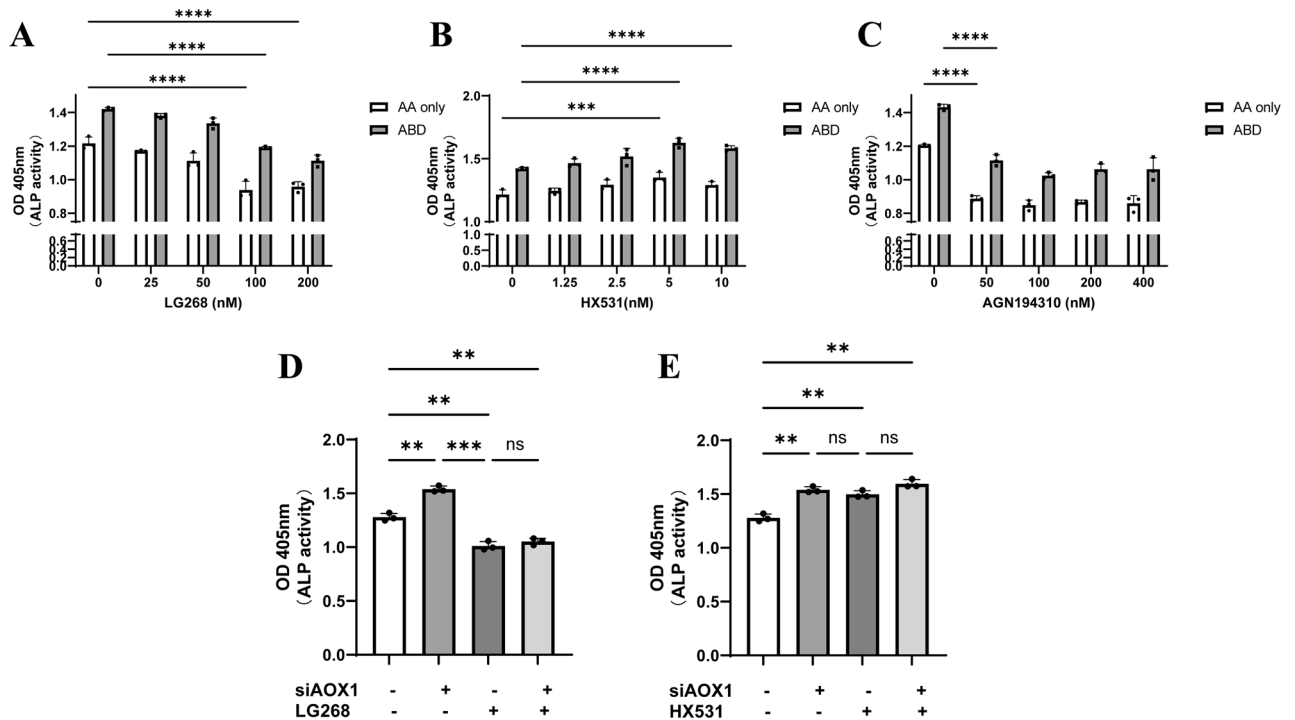 A
****
****
****
OD 405nm
（ALP activity）
1.4
1.2
1.0
0.8
0.6
0.4
0.2
0.0
0 25 50 100 200
LG268 (nM)
AA only
ABD
B
****
****
***
OD 405nm
（ALP activity）
2.0
1.5
1.0
1.0
0.5
0.0
0 1.25 2.5 5 10
HX531(nM)
AA only
ABD
C
****
****
OD 405nm
（ALP activity）
1.4
1.2
1.0
0.8
0.6
0.4
0.2
0.0
0 50 100 200 400
AGN194310 (nM)
AA only
ABD
D
**
**
** *** ns
OD 405nm
（ALP activity）
2.0
1.5
1.0
0.5
0.0
siAOX1 - + - +
LG268 - - + +
E
**
**
** ns ns
OD 405nm
（ALP activity）
2.0
1.5
1.0
0.5
0.0
siAOX1 - + - +
HX531 - - + +